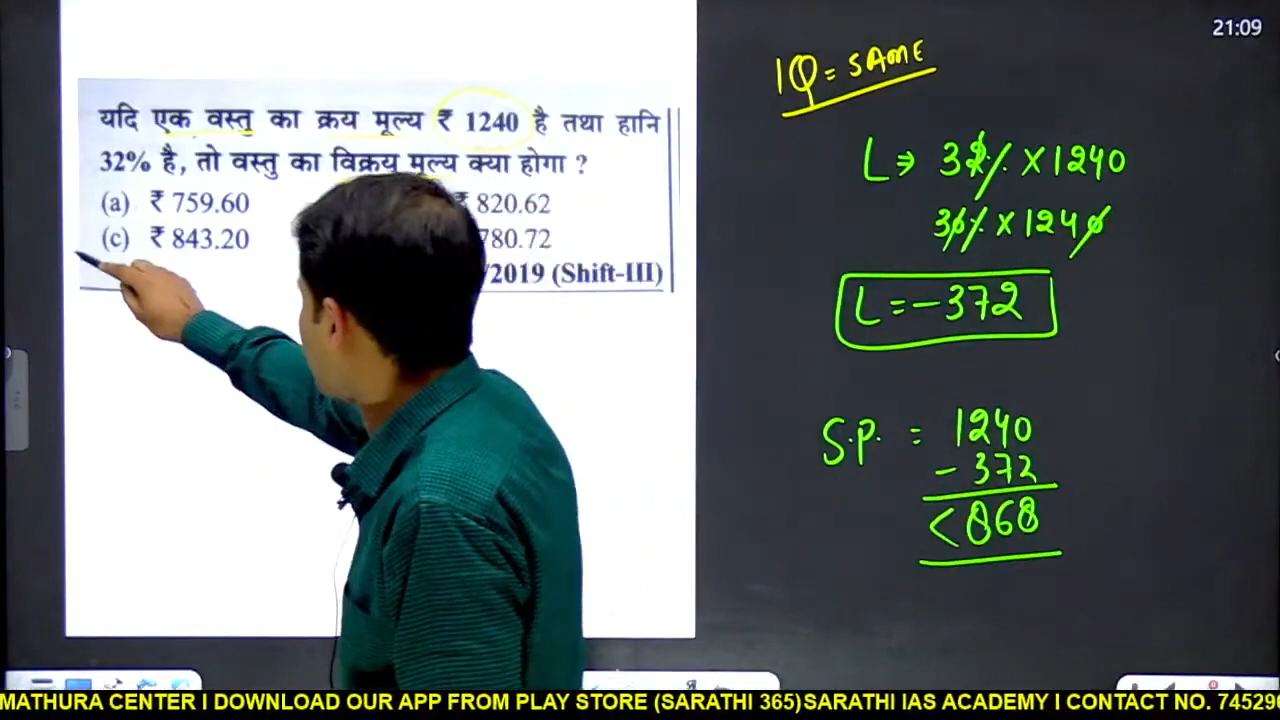 21:09
1Q = SAME
यदि एक वस्तु का क्रय मूल्य ₹ 1240 है तथा हानि
32% है, तो वस्तु का विक्रय मूल्य क्या होगा ?
(a) ₹ 759.60 ₹ 820.62
(c) ₹ 843.20 780.72
/2019 (Shift-III)
L ⇒ 32% X 1240
30% X 1240
L = - 372
S.P. = 1240
- 372
< 868
MATHURA CENTER I DOWNLOAD OUR APP FROM PLAY STORE (SARATHI 365)SARATHI IAS ACADEMY I CONTACT NO. 74529